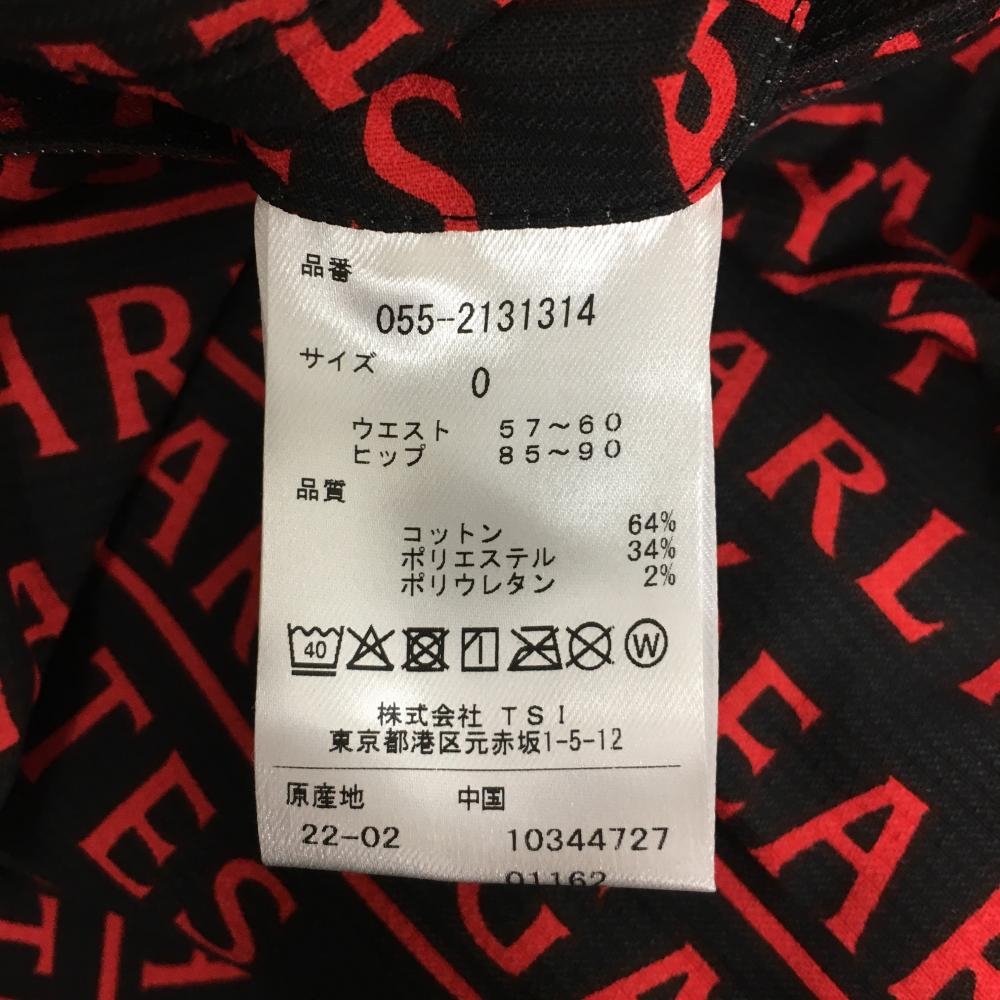 品番
055-2131314
サイズ
0
ウエスト 57~60
ヒップ 85~90
品質
コットン 64%
ポリエステル 34%
ポリウレタン 2%
40 W
株式会社 TSI
東京都港区元赤坂1-5-12
原産地 中国
22-02 10344727
01162